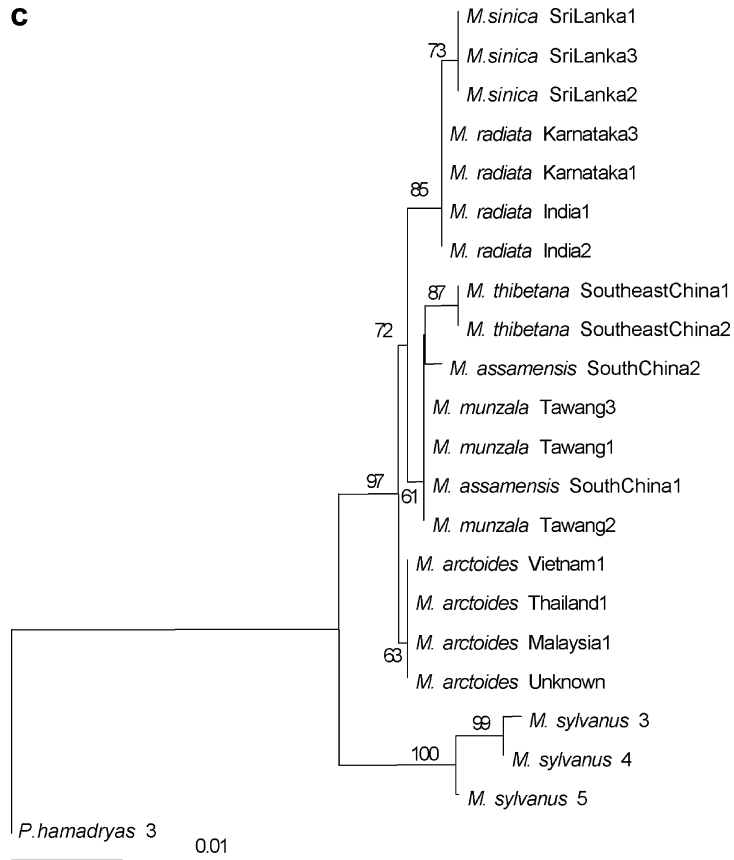 c
M.sinica SriLanka1
M.sinica SriLanka3
73
M.sinica SriLanka2
M. radiata Karnataka3
M. radiata Karnataka1
85
M. radiata India1
M. radiata India2
87
M. thibetana SoutheastChina1
M. thibetana SoutheastChina2
72
M. assamensis SouthChina2
M. munzala Tawang3
M. munzala Tawang1
97
61
M. assamensis SouthChina1
M. munzala Tawang2
M. arctoides Vietnam1
M. arctoides Thailand1
M. arctoides Malaysia1
63
M. arctoides Unknown
99
M. sylvanus 3
100
M. sylvanus 4
M. sylvanus 5
P.hamadryas 3
0.01